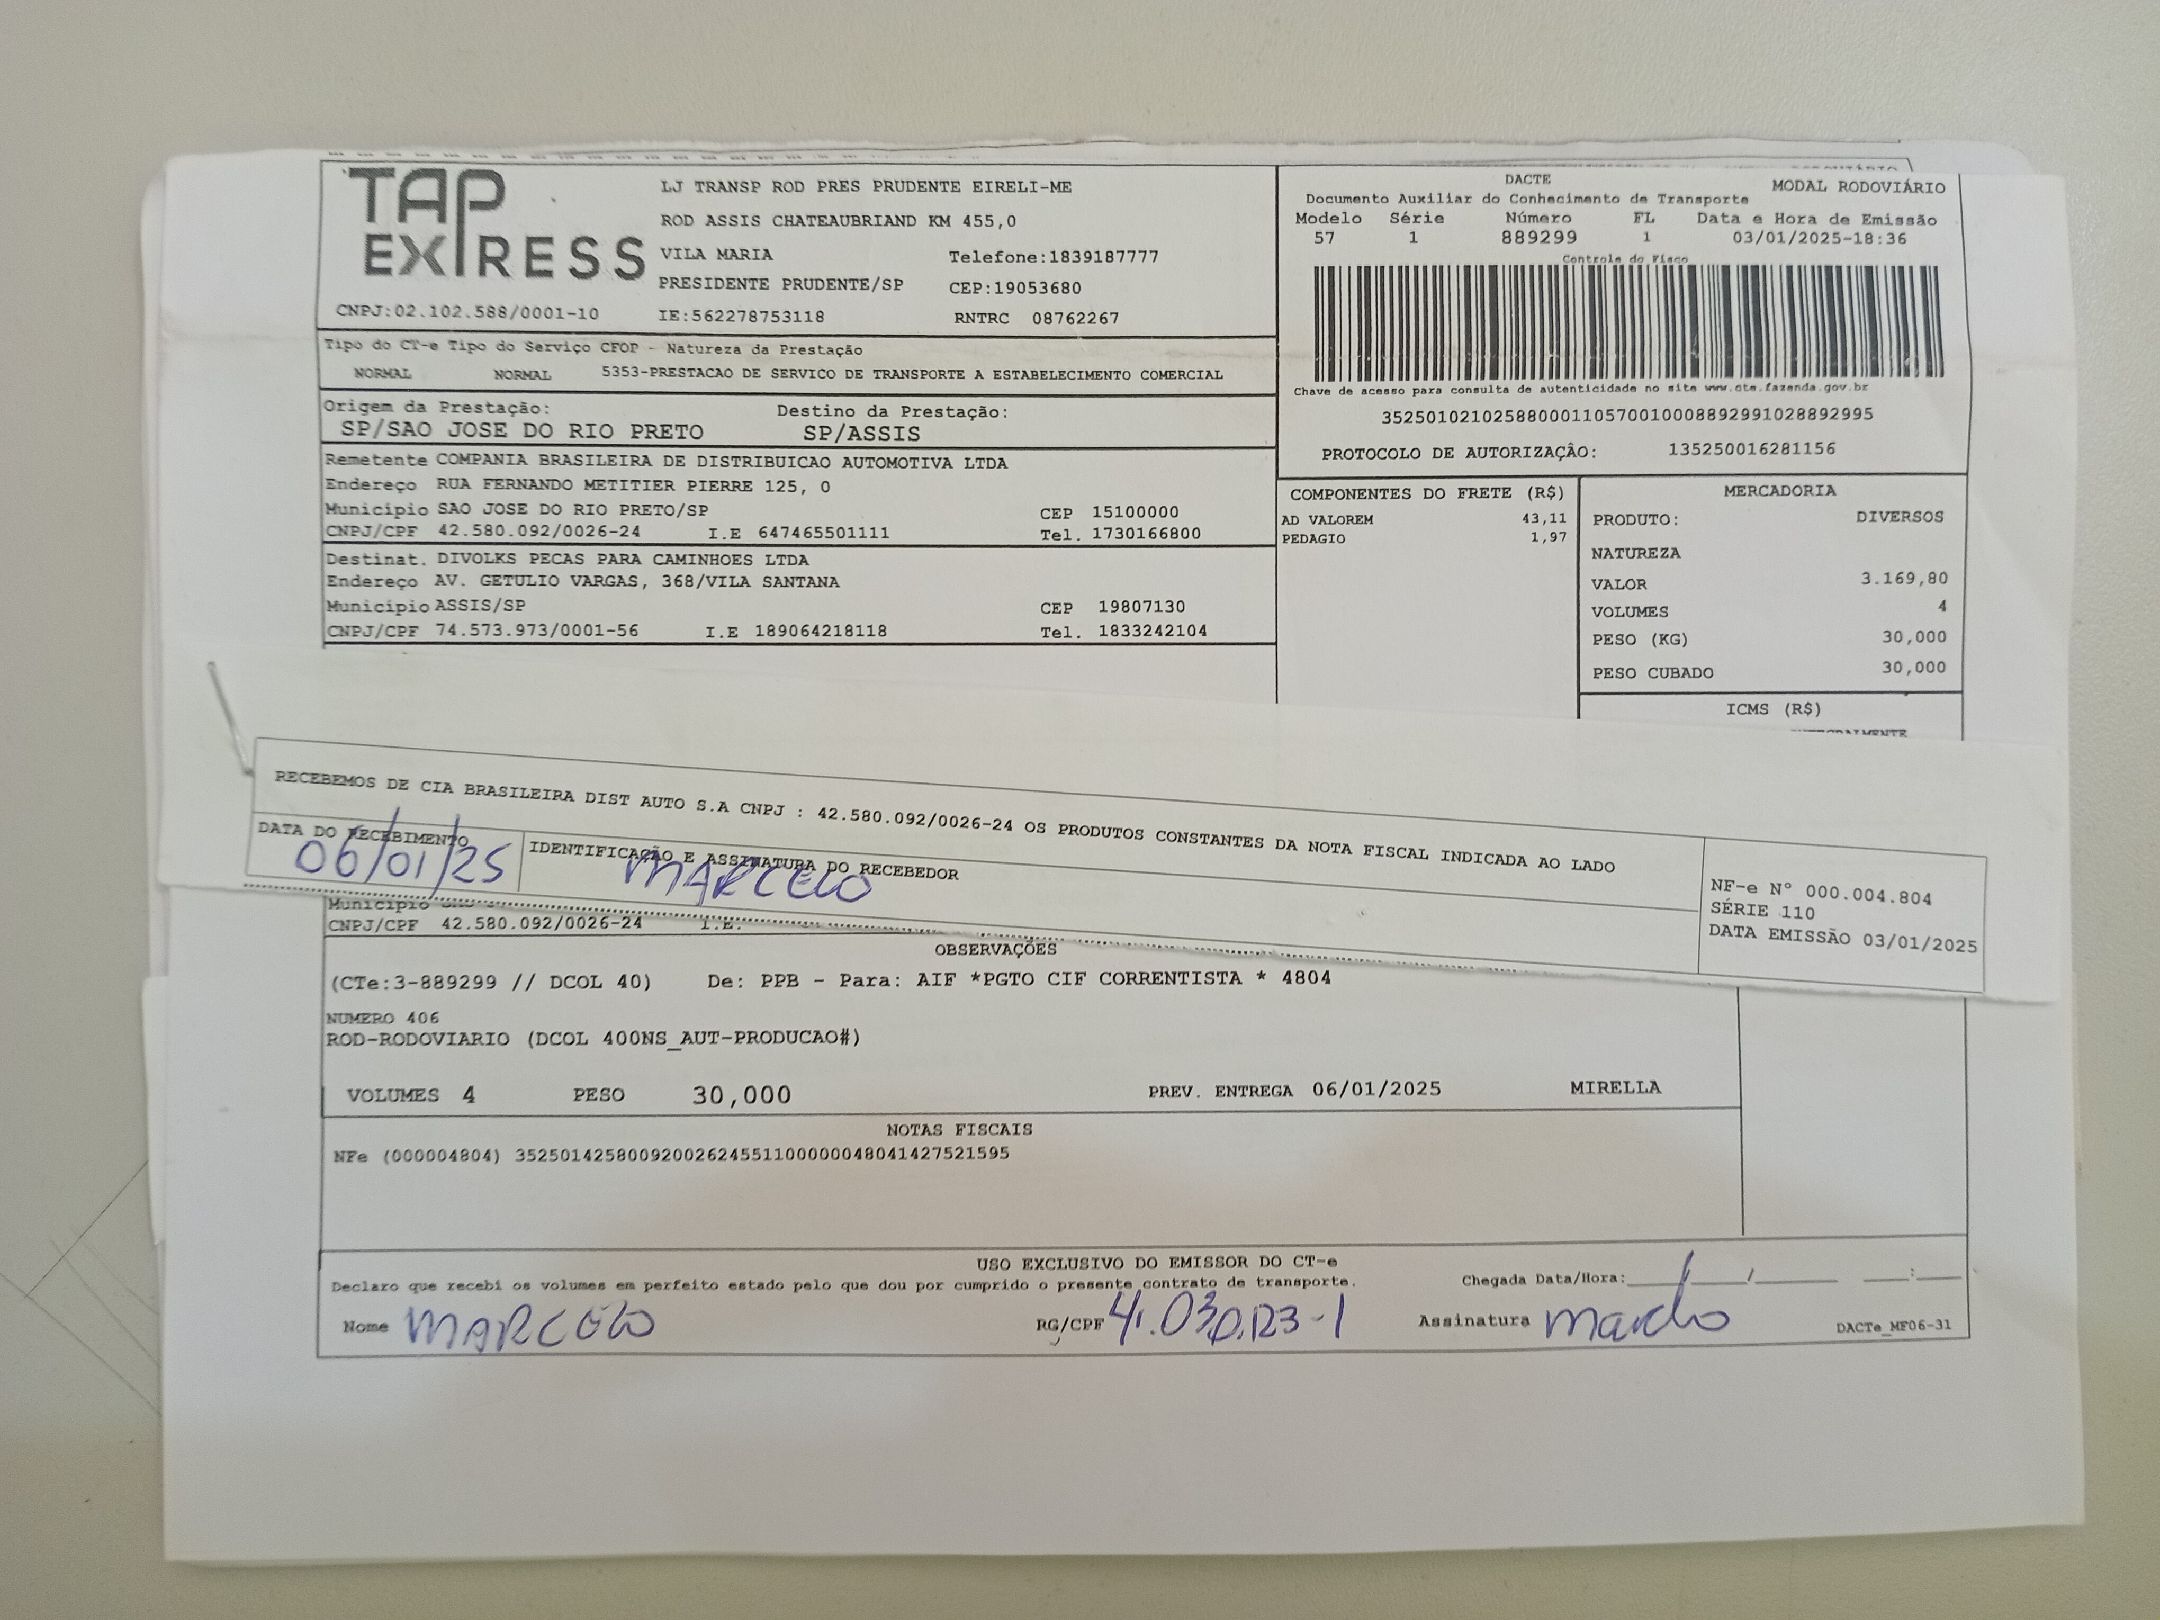 TAP EXPRESS
CNPJ:02.102.588/0001-10
LJ TRANSP ROD PRES PRUDENTE EIRELI-ME
ROD ASSIS CHATEAUBRIAND KM 455,0
VILA MARIA Telefone:1839187777
PRESIDENTE PRUDENTE/SP CEP:19053680
IE:562278753118 RNTRC 08762267
DACTE MODAL RODOVIÁRIO
Documento Auxiliar do Conhecimento de Transporte
Modelo Série Número FL Data e Hora de Emissão
57 1 889299 1 03/01/2025-18:36
Controle do Fisco
Chave de acesso para consulta de autenticidade no site www.cte.fazenda.gov.br
35250102102588000110570010008892991028892995
PROTOCOLO DE AUTORIZAÇÂO: 135250016281156
Tipo do CT-e Tipo do Serviço CFOP - Natureza da Prestação
NORMAL NORMAL 5353-PRESTACAO DE SERVICO DE TRANSPORTE A ESTABELECIMENTO COMERCIAL
Origem da Prestação: Destino da Prestação:
SP/SAO JOSE DO RIO PRETO SP/ASSIS
Remetente COMPANIA BRASILEIRA DE DISTRIBUICAO AUTOMOTIVA LTDA
Endereço RUA FERNANDO METITIER PIERRE 125, 0
Município SAO JOSE DO RIO PRETO/SP CEP 15100000
CNPJ/CPF 42.580.092/0026-24 I.E 647465501111 Tel. 1730166800
Destinat. DIVOLKS PECAS PARA CAMINHOES LTDA
Endereço AV. GETULIO VARGAS, 368/VILA SANTANA
Município ASSIS/SP CEP 19807130
CNPJ/CPF 74.573.973/0001-56 I.E 189064218118 Tel. 1833242104
COMPONENTES DO FRETE (R$)
AD VALOREM 43,11
PEDAGIO 1,97
MERCADORIA
PRODUTO: DIVERSOS
NATUREZA
VALOR 3.169,80
VOLUMES 4
PESO (KG) 30,000
PESO CUBADO 30,000
ICMS (R$)
RECEBEMOS DE CIA BRASILEIRA DIST AUTO S.A CNPJ : 42.580.092/0026-24 OS PRODUTOS CONSTANTES DA NOTA FISCAL INDICADA AO LADO
DATA DO RECEBIMENTO IDENTIFICAÇÃO E ASSINATURA DO RECEBEDOR
06/01/25 MARCELO
NF-e N° 000.004.804
SÉRIE 110
DATA EMISSÃO 03/01/2025
Município
CNPJ/CPF 42.580.092/0026-24 I.E.
OBSERVAÇÕES
(CTe:3-889299 // DCOL 40) De: PPB - Para: AIF *PGTO CIF CORRENTISTA * 4804
NUMERO 406
ROD-RODOVIARIO (DCOL 400NS_AUT-PRODUCAO#)
VOLUMES 4 PESO 30,000 PREV. ENTREGA 06/01/2025 MIRELLA
NOTAS FISCAIS
NFe (000004804) 35250142580092002624551100000048041427521595
USO EXCLUSIVO DO EMISSOR DO CT-e
Declaro que recebi os volumes em perfeito estado pelo que dou por cumprido o presente contrato de transporte. Chegada Data/Hora:
Nome MARCELO RG/CPF 41.030.123-1 Assinatura Marcelo DACTe_MF06-31